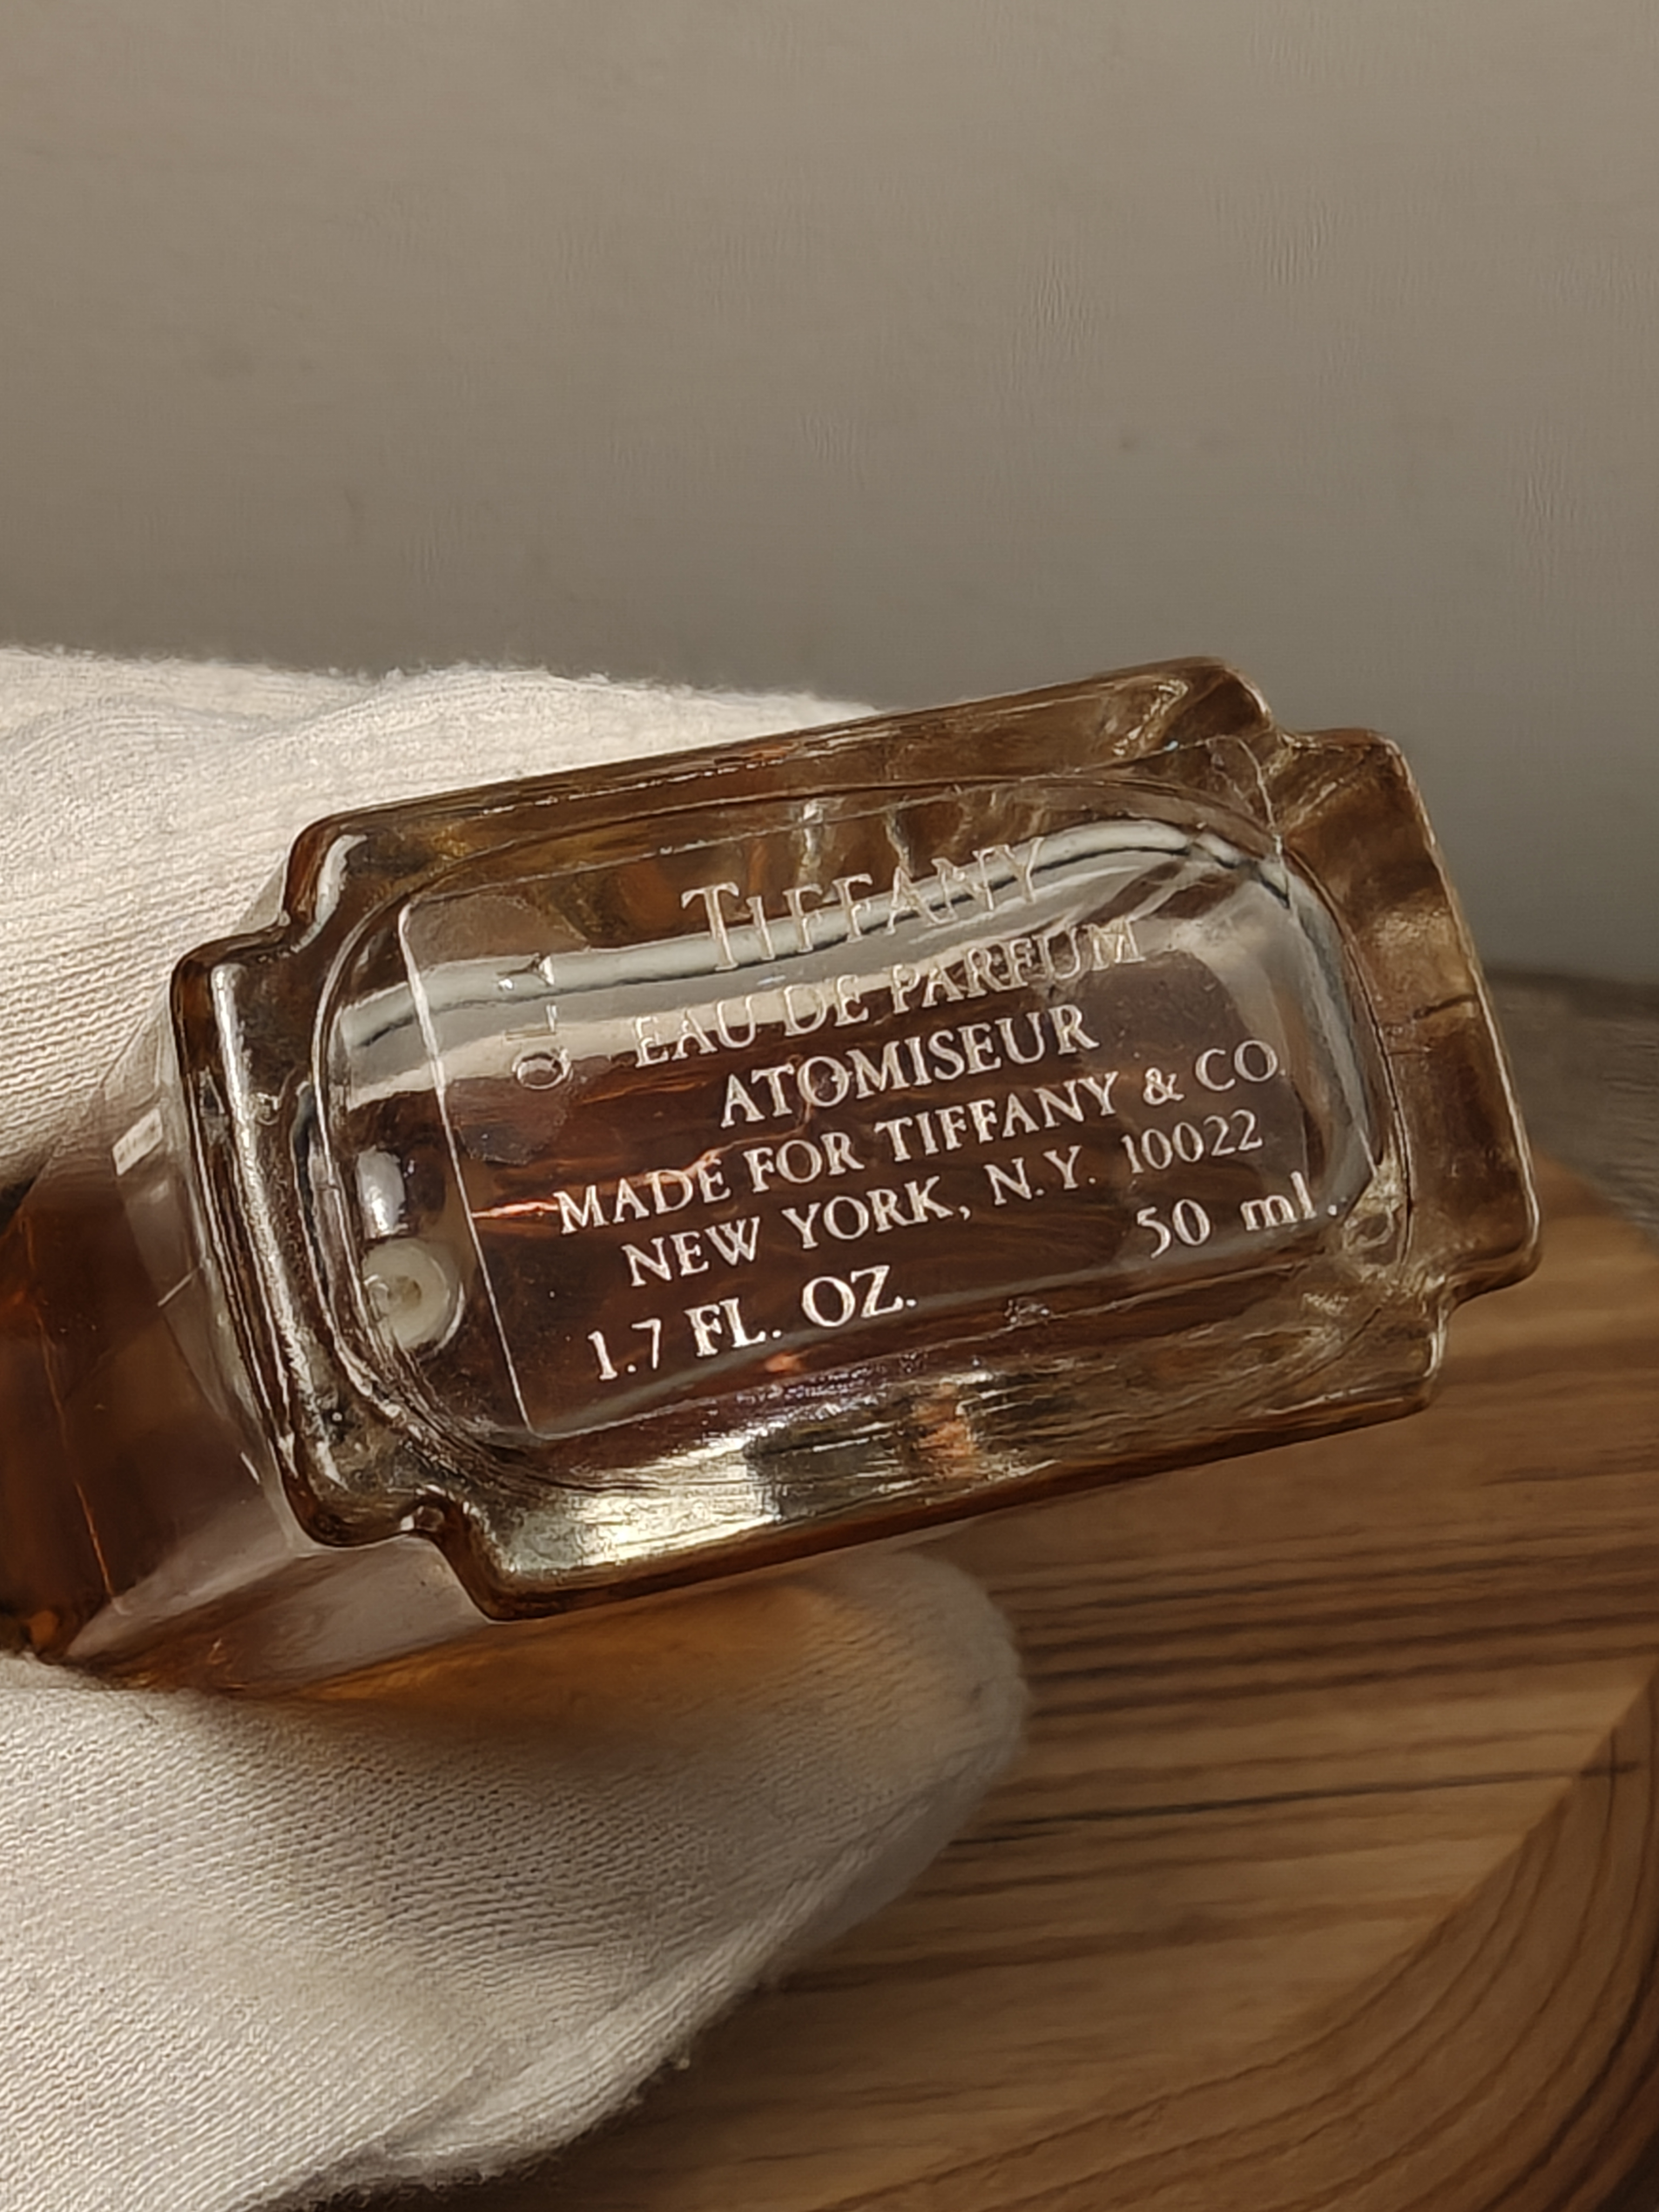 TIFFANY
EAU DE PARFUM
ATOMISEUR
MADE FOR TIFFANY & CO.
NEW YORK, N.Y. 10022
1.7 FL. OZ. 50 ml.